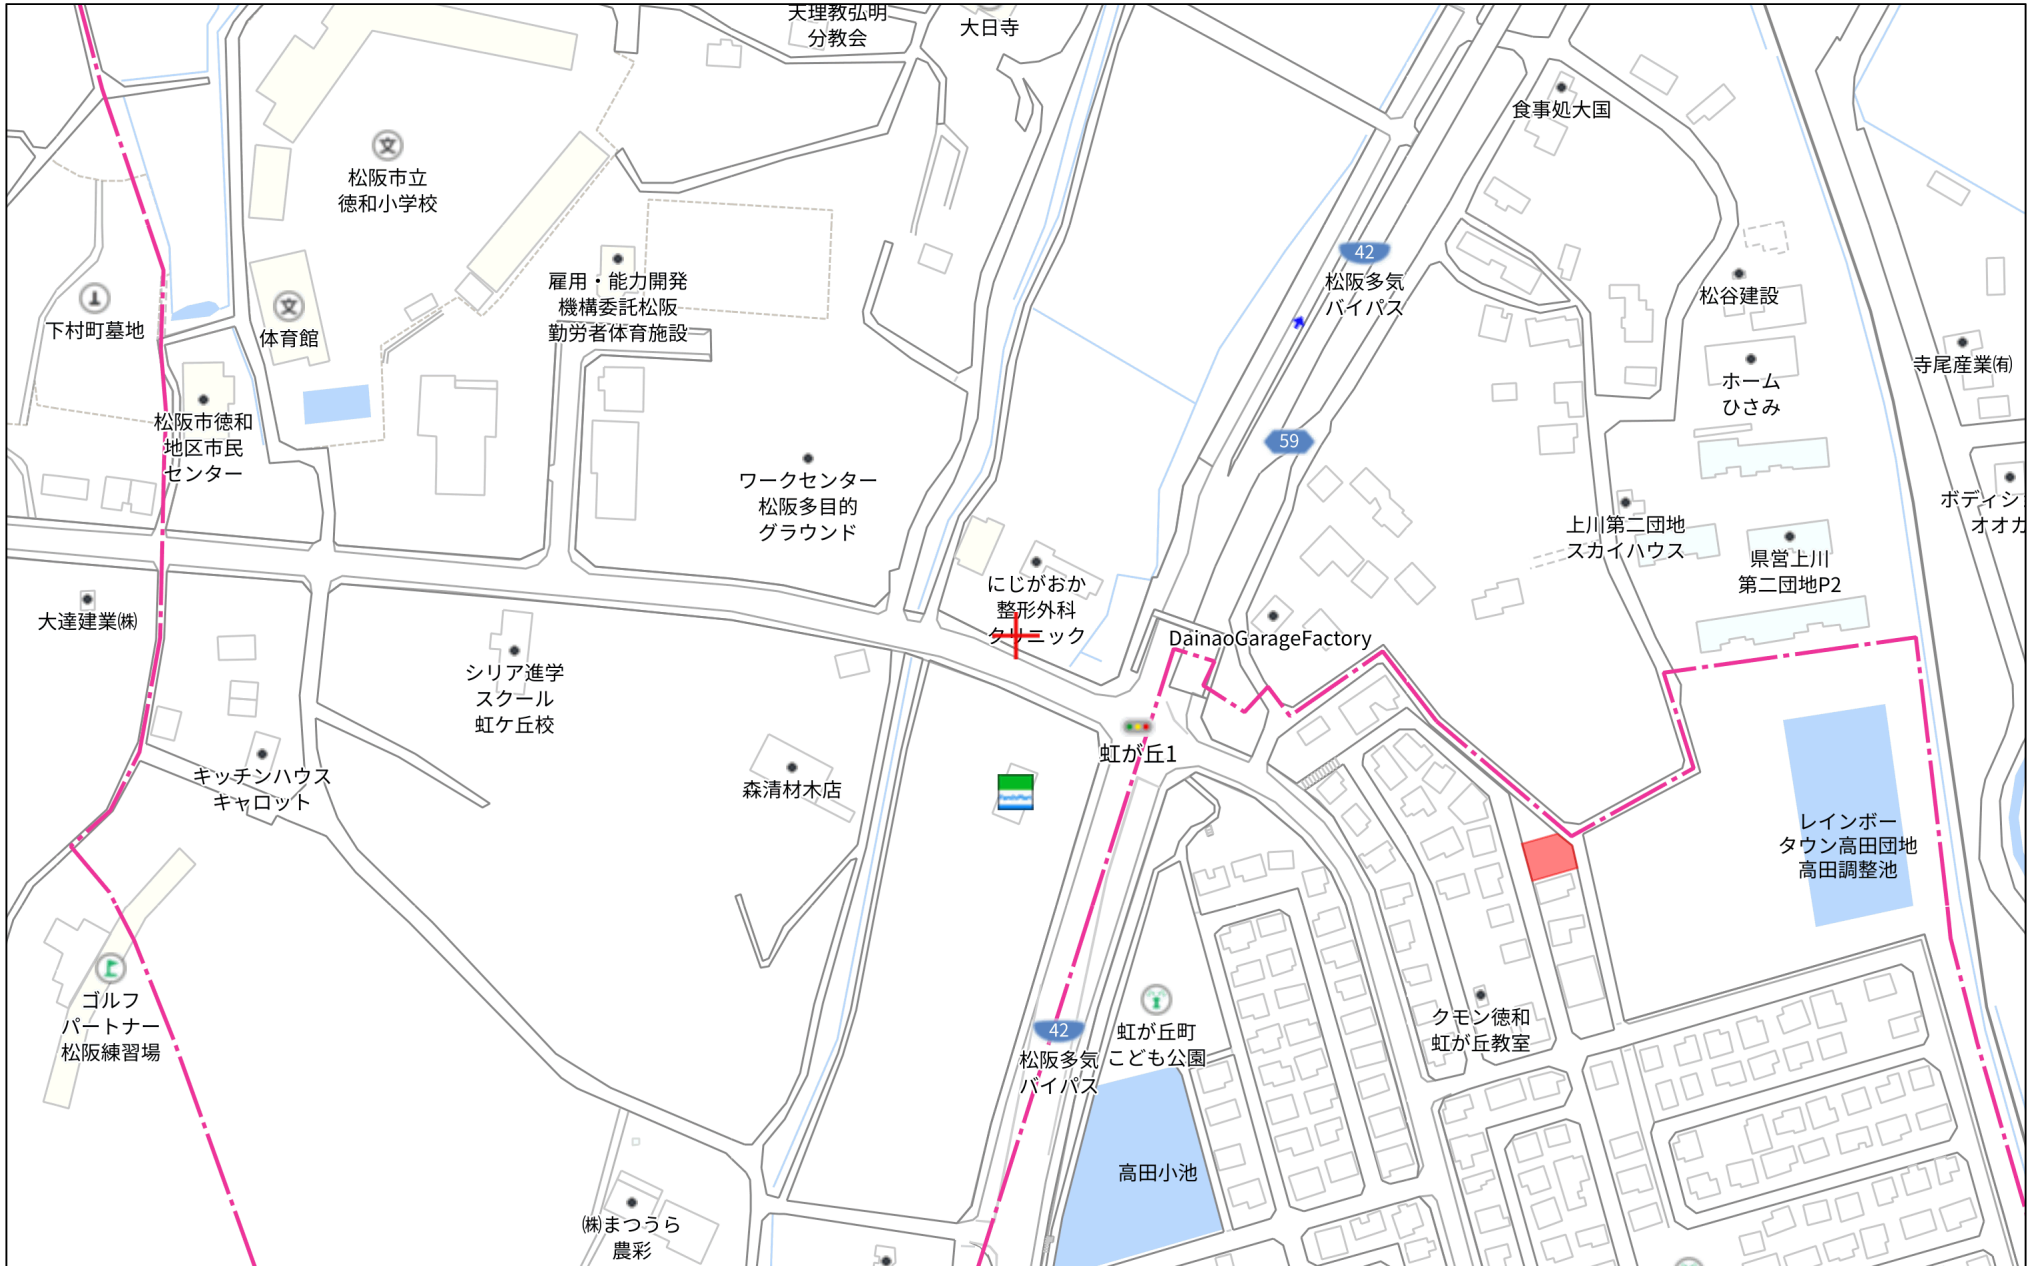 天理教弘明
分教会
大日寺
食事処大国
松阪市立
徳和小学校
42
松阪多気
バイパス
雇用・能力開発
機構委託松阪
勤労者体育施設
松谷建設
下村町墓地
体育館
寺尾産業㈲
ホーム
ひさみ
松阪市徳和
地区市民
センター
59
ワークセンター
松阪多目的
グラウンド
ボディシ
オオカ
上川第二団地
スカイハウス
県営上川
第二団地P2
にじがおか
整形外科
クリニック
大達建業㈱
DainaoGarageFactory
シリア進学
スクール
虹ケ丘校
虹が丘1
キッチンハウス
キャロット
森清材木店
FamilyMart
レインボー
タウン高田団地
高田調整池
ゴルフ
パートナー
松阪練習場
42
松阪多気
バイパス
虹が丘町
こども公園
クモン徳和
虹が丘教室
高田小池
㈱まつうら
農彩